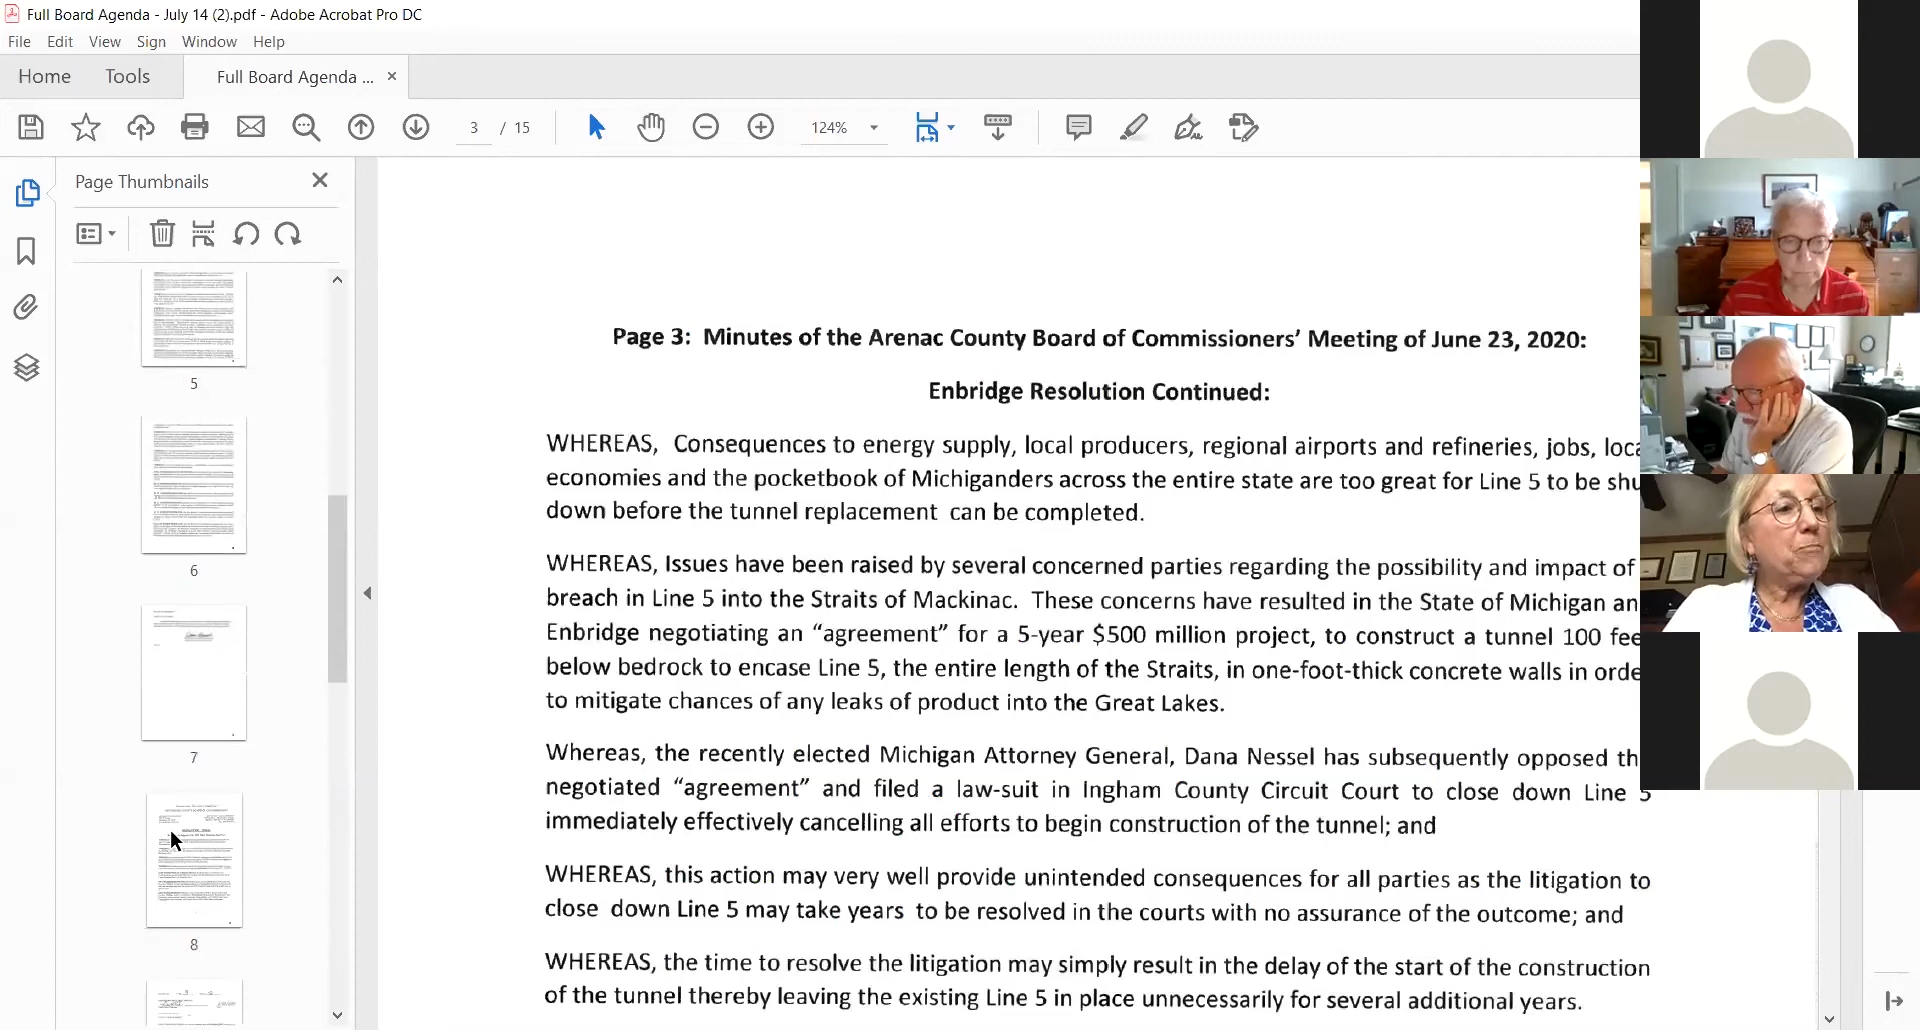 Full Board Agenda - July 14 (2).pdf - Adobe Acrobat Pro DC
File Edit View Sign Window Help
Home Tools Full Board Agenda ... ×
3 / 15 124%
Page Thumbnails
5
6
7
8
Page 3: Minutes of the Arenac County Board of Commissioners’ Meeting of June 23, 2020:
Enbridge Resolution Continued:
WHEREAS, Consequences to energy supply, local producers, regional airports and refineries, jobs, loca
economies and the pocketbook of Michiganders across the entire state are too great for Line 5 to be shu
down before the tunnel replacement can be completed.
WHEREAS, Issues have been raised by several concerned parties regarding the possibility and impact of
breach in Line 5 into the Straits of Mackinac. These concerns have resulted in the State of Michigan an
Enbridge negotiating an “agreement” for a 5-year $500 million project, to construct a tunnel 100 fee
below bedrock to encase Line 5, the entire length of the Straits, in one-foot-thick concrete walls in orde
to mitigate chances of any leaks of product into the Great Lakes.
Whereas, the recently elected Michigan Attorney General, Dana Nessel has subsequently opposed th
negotiated “agreement” and filed a law-suit in Ingham County Circuit Court to close down Line 5
immediately effectively cancelling all efforts to begin construction of the tunnel; and
WHEREAS, this action may very well provide unintended consequences for all parties as the litigation to
close down Line 5 may take years to be resolved in the courts with no assurance of the outcome; and
WHEREAS, the time to resolve the litigation may simply result in the delay of the start of the construction
of the tunnel thereby leaving the existing Line 5 in place unnecessarily for several additional years.